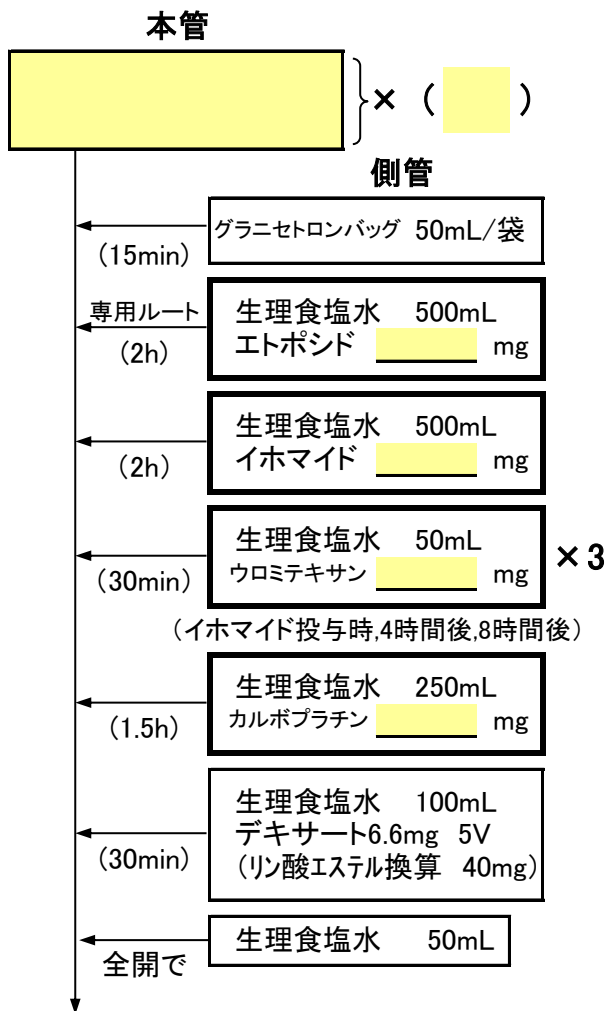 本管
× ( )
側管
グラニセトロンバッグ 50mL/袋
(15min)
専用ルート
(2h)
生理食塩水 500mL
エトポシド mg
(2h)
生理食塩水 500mL
イホマイド mg
(30min)
生理食塩水 50mL
ウロミテキサン mg
×3
(イホマイド投与時,4時間後,8時間後)
(1.5h)
生理食塩水 250mL
カルボプラチン mg
(30min)
生理食塩水 100mL
デキサート6.6mg 5V
(リン酸エステル換算 40mg)
全開で
生理食塩水 50mL